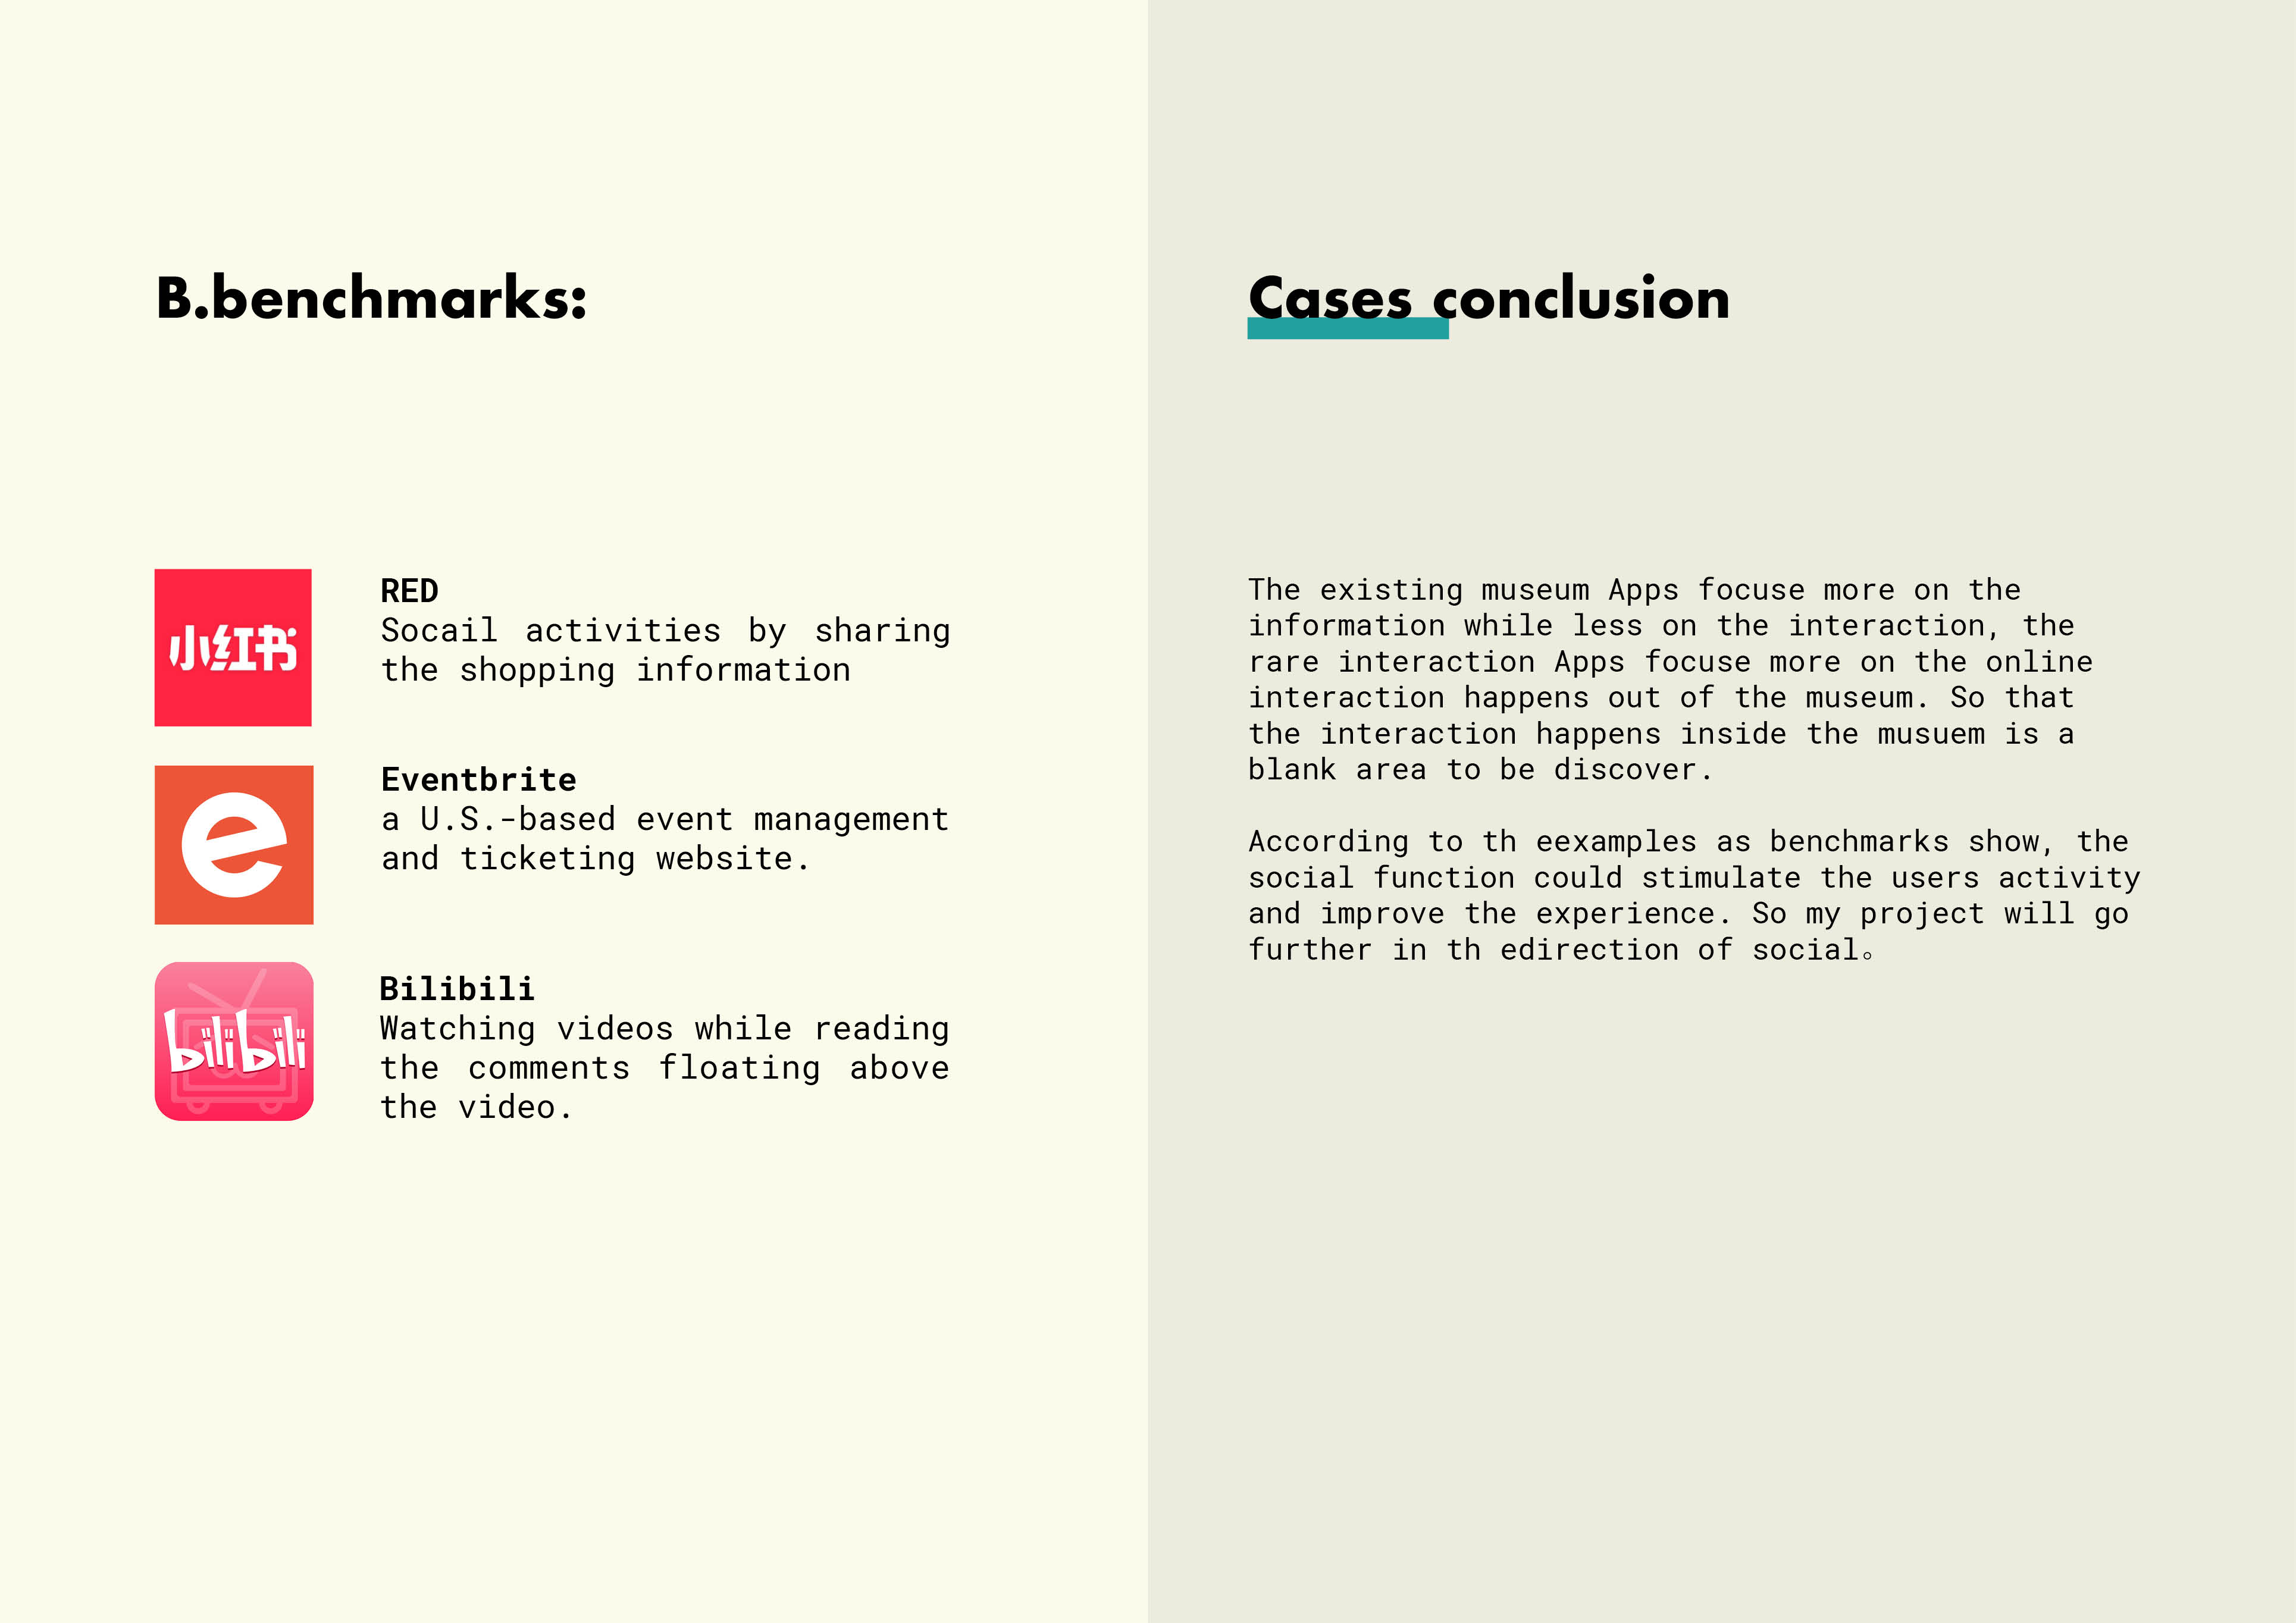 B.benchmarks:
小红书
RED
Socail activities by sharing
the shopping information
e
Eventbrite
a U.S.-based event management
and ticketing website.
bilibili
Bilibili
Watching videos while reading
the comments floating above
the video.
Cases conclusion
The existing museum Apps focuse more on the
information while less on the interaction, the
rare interaction Apps focuse more on the online
interaction happens out of the museum. So that
the interaction happens inside the musuem is a
blank area to be discover.
According to th eexamples as benchmarks show, the
social function could stimulate the users activity
and improve the experience. So my project will go
further in th edirection of social。